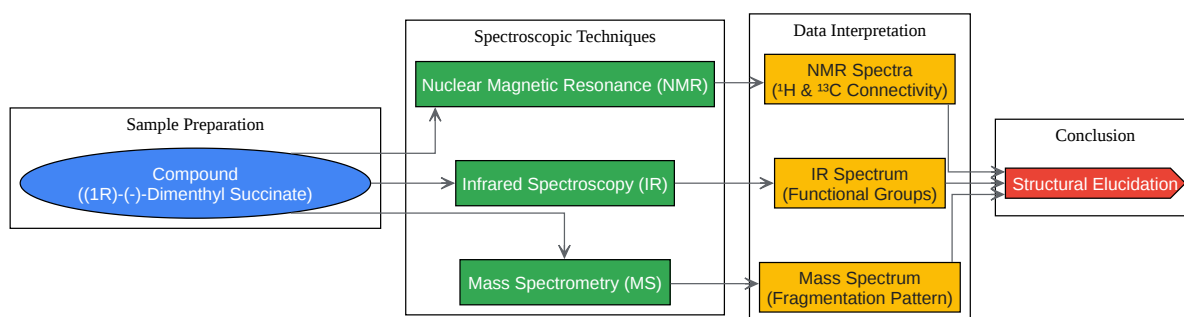 Sample Preparation
Compound
((1R)-(-)-Dimenthyl Succinate)
Spectroscopic Techniques
Nuclear Magnetic Resonance (NMR)
Infrared Spectroscopy (IR)
Mass Spectrometry (MS)
Data Interpretation
NMR Spectra
(¹H & ¹³C Connectivity)
IR Spectrum
(Functional Groups)
Mass Spectrum
(Fragmentation Pattern)
Conclusion
Structural Elucidation